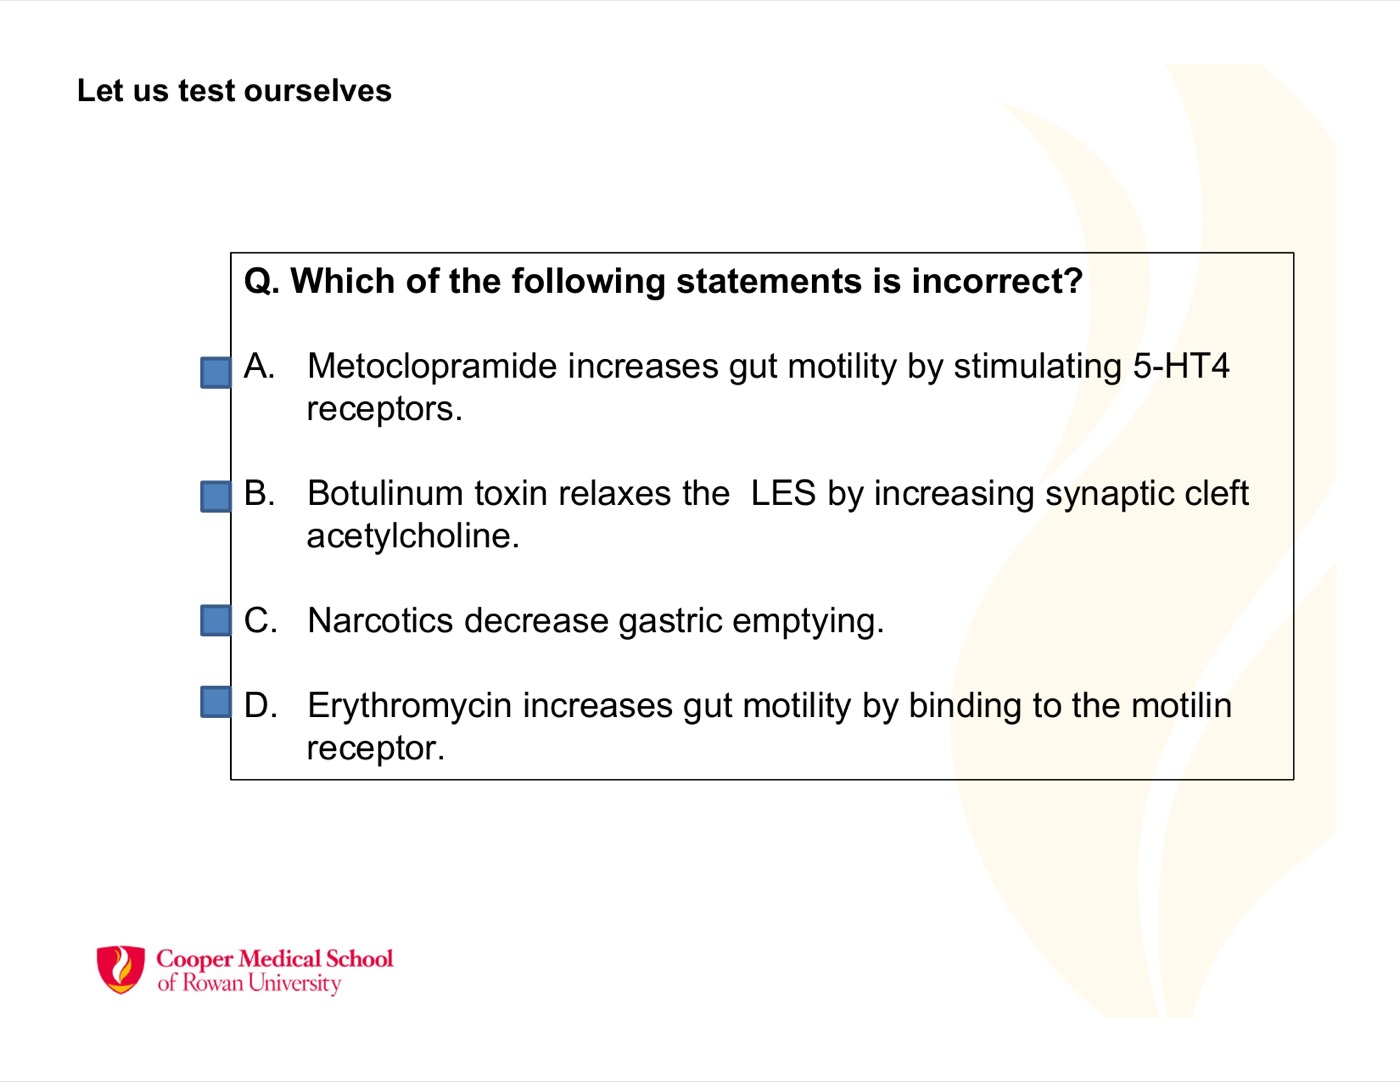 Let us test ourselves
Q. Which of the following statements is incorrect?
A. Metoclopramide increases gut motility by stimulating 5-HT4
receptors.
B. Botulinum toxin relaxes the  LES by increasing synaptic cleft
acetylcholine.
C. Narcotics decrease gastric emptying.
D. Erythromycin increases gut motility by binding to the motilin
receptor.
Cooper Medical School
of Rowan University